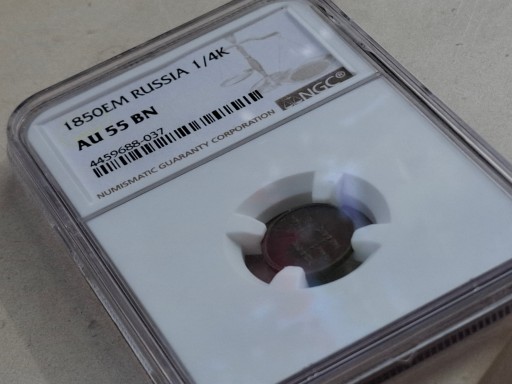 1850EM RUSSIA 1/4K
AU 55 BN
4459688-037
NGC®
NUMISMATIC GUARANTY CORPORATION